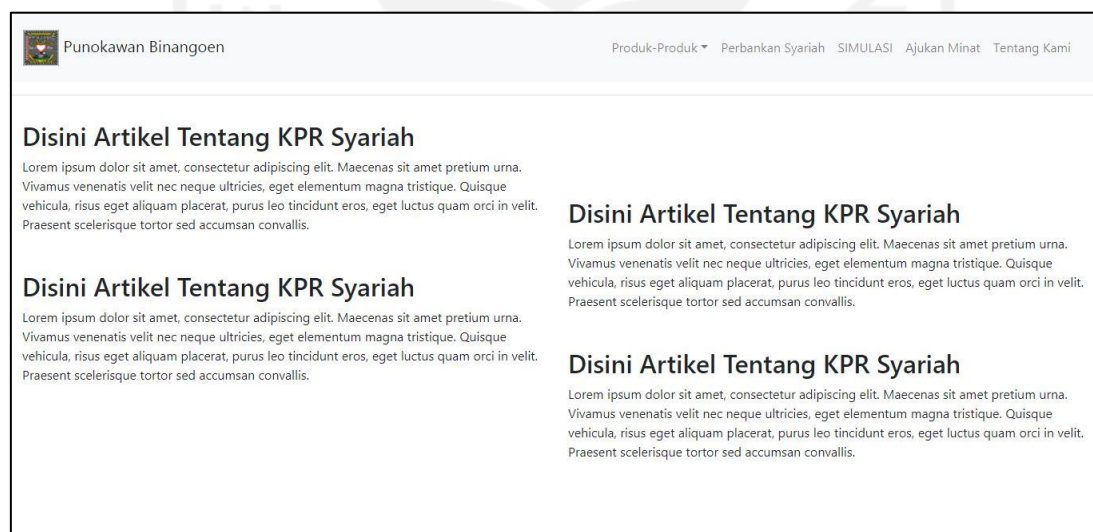 Punokawan Binangoen
Produk-Produk Perbankan Syariah SIMULASI Ajukan Minat Tentang Kami
Disini Artikel Tentang KPR Syariah
Lorem ipsum dolor sit amet, consectetur adipiscing elit. Maecenas sit amet pretium urna.
Vivamus venenatis velit nec neque ultricies, eget elementum magna tristique. Quisque
vehicula, risus eget aliquam placerat, purus leo tincidunt eros, eget luctus quam orci in velit.
Praesent scelerisque tortor sed accumsan convallis.
Disini Artikel Tentang KPR Syariah
Lorem ipsum dolor sit amet, consectetur adipiscing elit. Maecenas sit amet pretium urna.
Vivamus venenatis velit nec neque ultricies, eget elementum magna tristique. Quisque
vehicula, risus eget aliquam placerat, purus leo tincidunt eros, eget luctus quam orci in velit.
Praesent scelerisque tortor sed accumsan convallis.
Disini Artikel Tentang KPR Syariah
Lorem ipsum dolor sit amet, consectetur adipiscing elit. Maecenas sit amet pretium urna.
Vivamus venenatis velit nec neque ultricies, eget elementum magna tristique. Quisque
vehicula, risus eget aliquam placerat, purus leo tincidunt eros, eget luctus quam orci in velit.
Praesent scelerisque tortor sed accumsan convallis.
Disini Artikel Tentang KPR Syariah
Lorem ipsum dolor sit amet, consectetur adipiscing elit. Maecenas sit amet pretium urna.
Vivamus venenatis velit nec neque ultricies, eget elementum magna tristique. Quisque
vehicula, risus eget aliquam placerat, purus leo tincidunt eros, eget luctus quam orci in velit.
Praesent scelerisque tortor sed accumsan convallis.